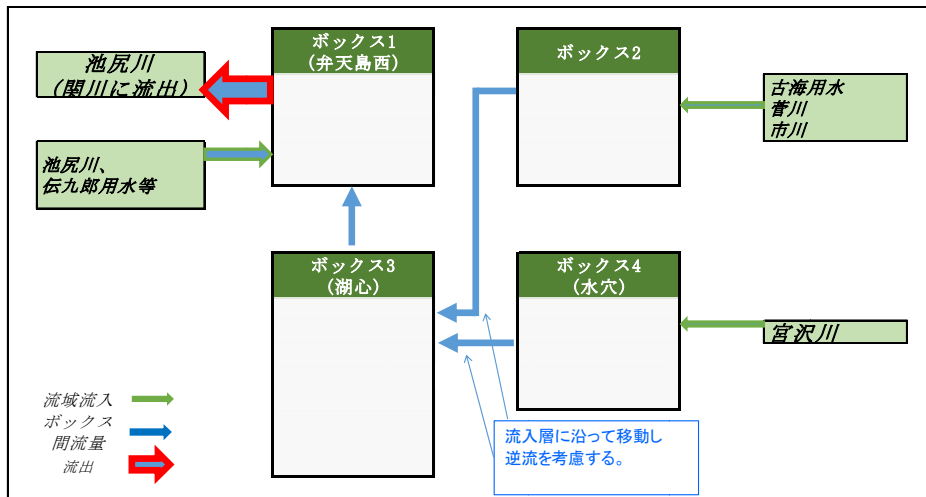 池尻川
(関川に流出)
池尻川、
伝九郎用水等
ボックス1
(弁天島西)
ボックス2
古海用水
菅川
市川
ボックス3
(湖心)
ボックス4
(水穴)
宮沢川
流域流入
ボックス
間流量
流出
流入層に沿って移動し
逆流を考慮する。